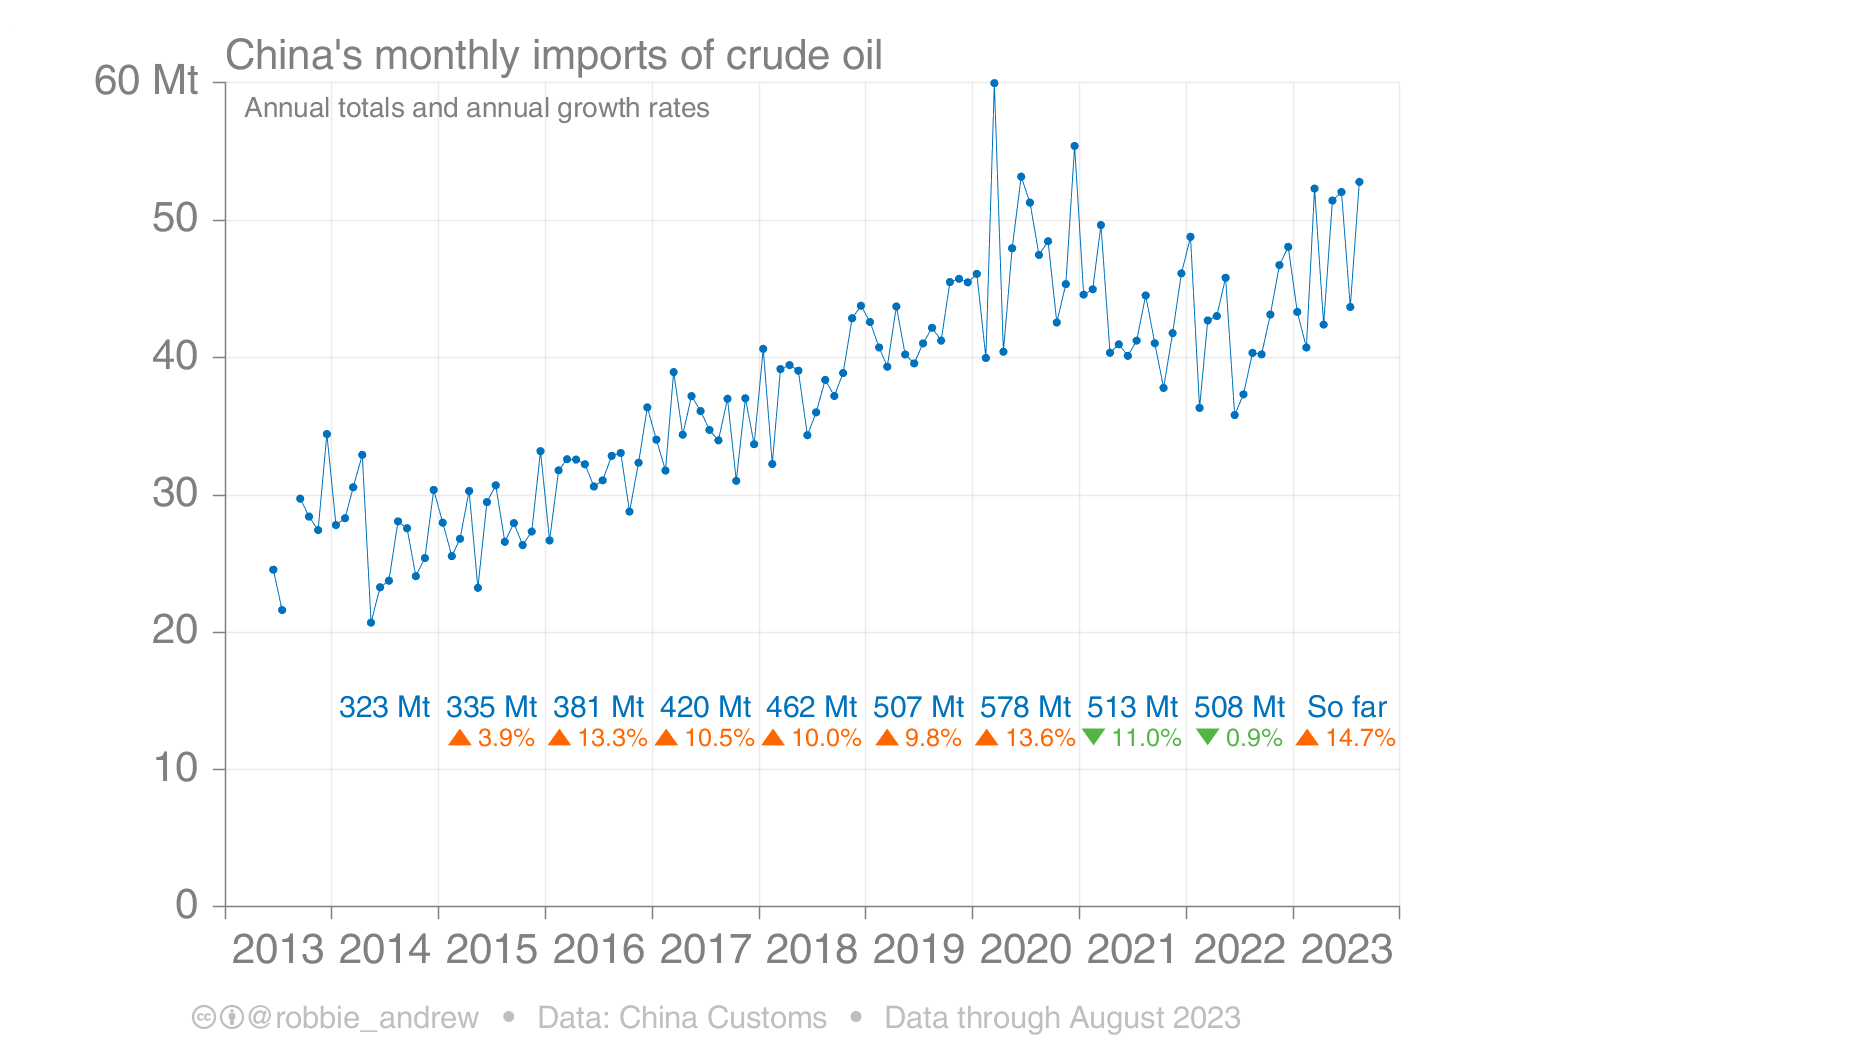 China's monthly imports of crude oil
60 Mt
Annual totals and annual growth rates
50
40
30
20
323 Mt 335 Mt 381 Mt 420 Mt 462 Mt 507 Mt 578 Mt 513 Mt 508 Mt So far
▲ 3.9% ▲ 13.3% ▲ 10.5% ▲ 10.0% ▲ 9.8% ▲ 13.6% ▼ 11.0% ▼ 0.9% ▲ 14.7%
10
0
2013 2014 2015 2016 2017 2018 2019 2020 2021 2022 2023
@robbie_andrew • Data: China Customs • Data through August 2023